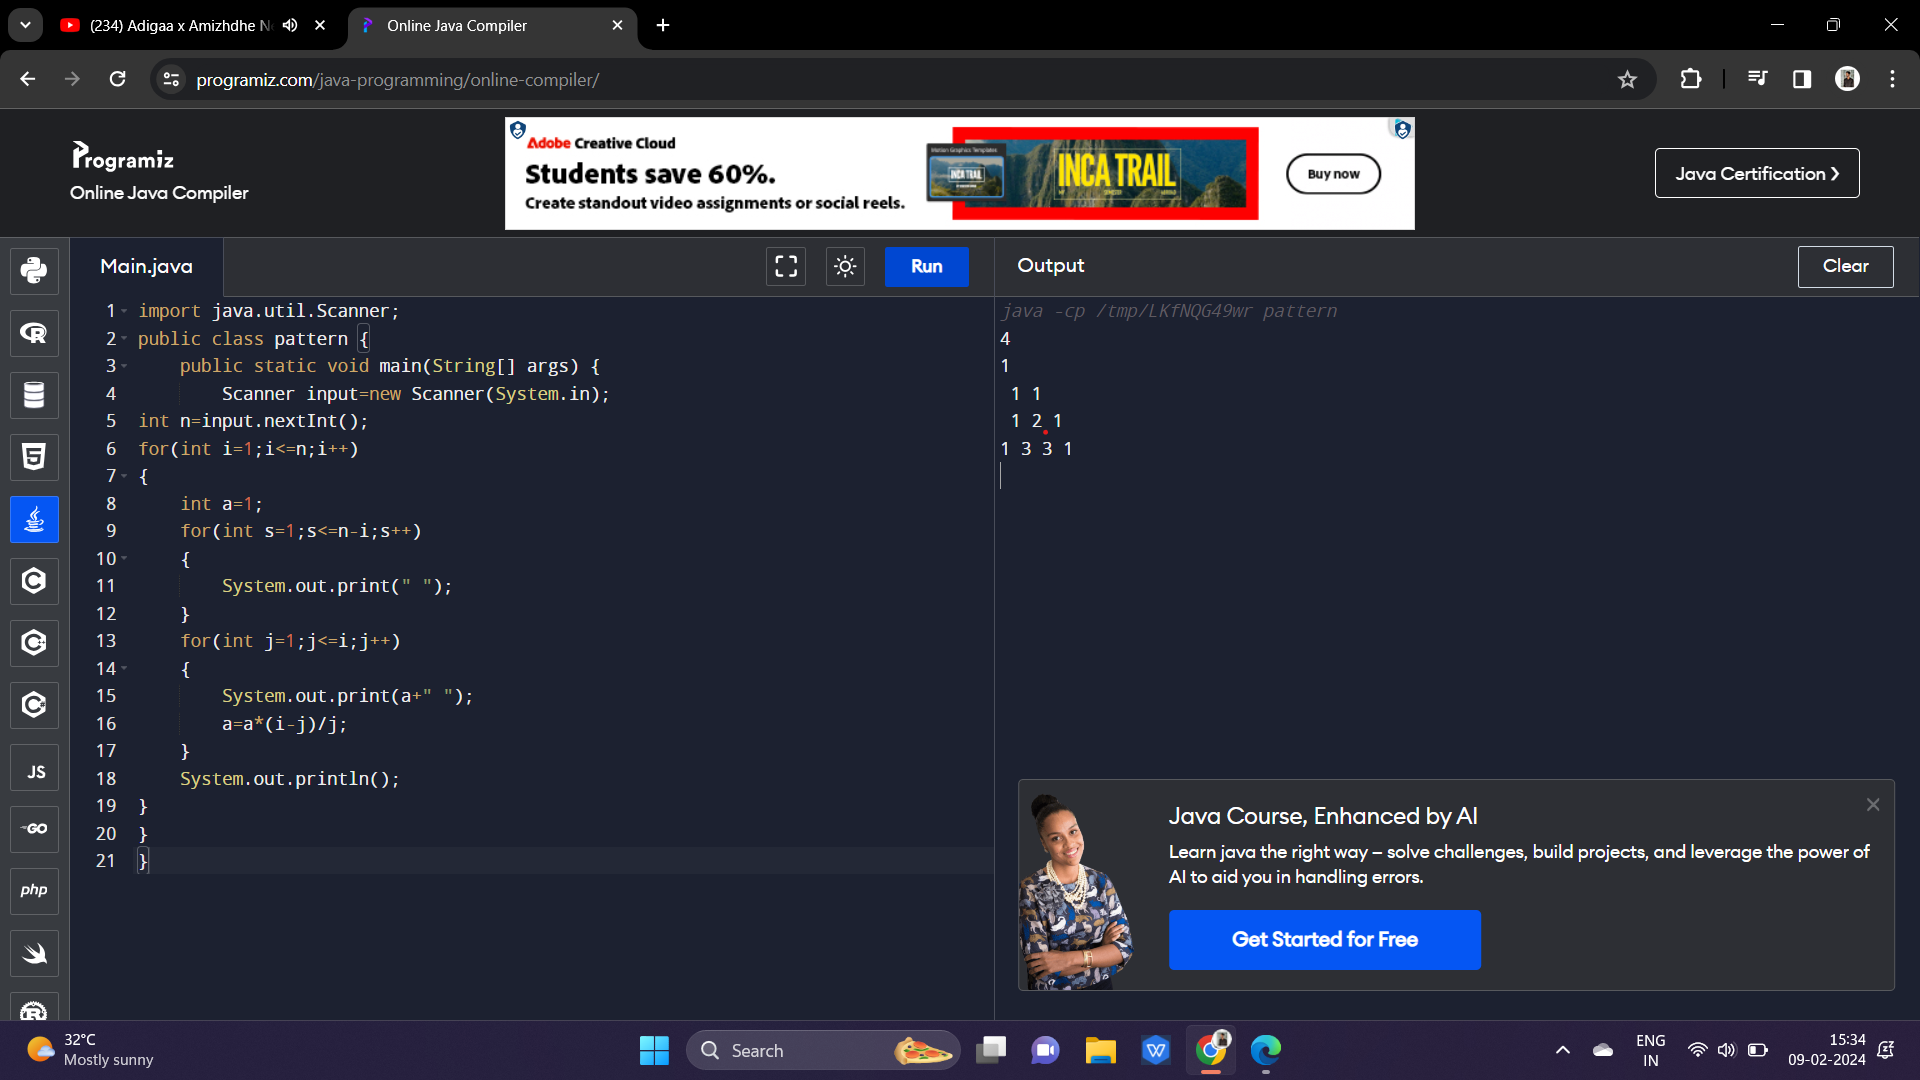 (234) Adigaa x Amizhdhe N
Online Java Compiler
programiz.com/java-programming/online-compiler/
Programiz
Online Java Compiler
Adobe Creative Cloud
Students save 60%.
Create standout video assignments or social reels.
Motion Graphics Templates
INCA TRAIL
INCA TRAIL
Buy now
Java Certification ❯
Main.java
Run
Output
Clear
1 import java.util.Scanner;
2 public class pattern {
3     public static void main(String[] args) {
4         Scanner input=new Scanner(System.in);
5 int n=input.nextInt();
6 for(int i=1;i<=n;i++)
7 {
8     int a=1;
9     for(int s=1;s<=n-i;s++)
10     {
11         System.out.print(" ");
12     }
13     for(int j=1;j<=i;j++)
14     {
15         System.out.print(a+" ");
16         a=a*(i-j)/j;
17     }
18     System.out.println();
19 }
20 }
21 }
java -cp /tmp/LKfNQG49wr pattern
4
1
 1 1
 1 2 1
1 3 3 1
JS
GO
php
Java Course, Enhanced by AI
Learn java the right way – solve challenges, build projects, and leverage the power of
AI to aid you in handling errors.
Get Started for Free
32°C
Mostly sunny
Search
ENG
IN
15:34
09-02-2024